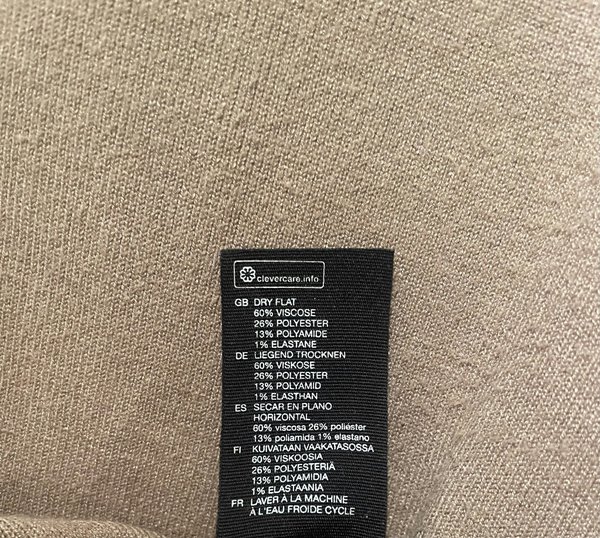 clevercare.info
GB DRY FLAT
60% VISCOSE
26% POLYESTER
13% POLYAMIDE
1% ELASTANE
DE LIEGEND TROCKNEN
60% VISKOSE
26% POLYESTER
13% POLYAMID
1% ELASTHAN
ES SECAR EN PLANO
HORIZONTAL
60% viscosa 26% poliéster
13% poliamida 1% elastano
FI KUIVATAAN VAAKATASOSSA
60% VISKOOSIA
26% POLYESTERIÄ
13% POLYAMIDIA
1% ELASTAANIA
FR LAVER À LA MACHINE
À L'EAU FROIDE CYCLE